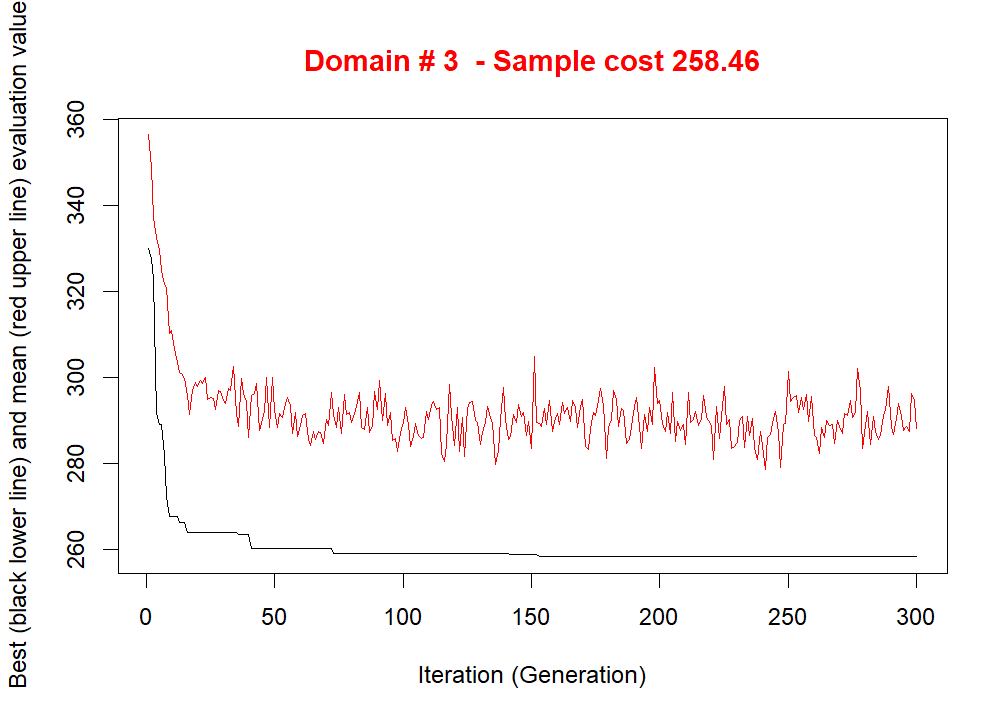 Domain # 3 - Sample cost 258.46
Best (black lower line) and mean (red upper line) evaluation value
360
340
320
300
280
260
0 50 100 150 200 250 300
Iteration (Generation)